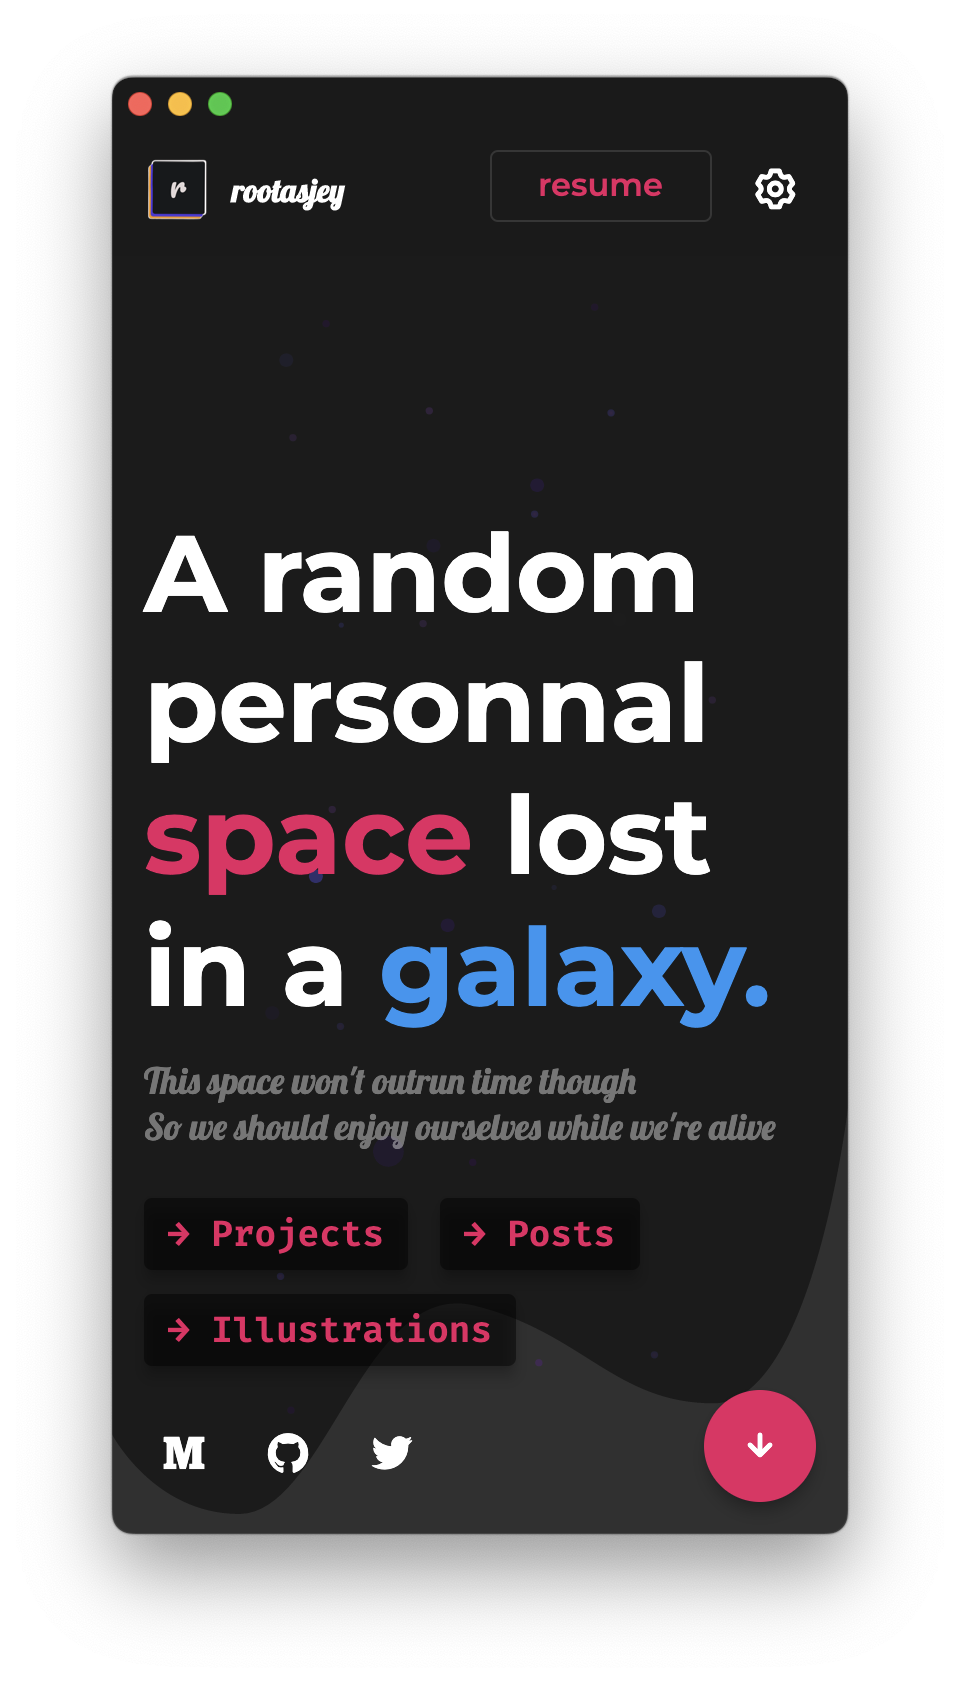 r rootasjey resume
A random
personnal
space lost
in a galaxy.
This space won't outrun time though
So we should enjoy ourselves while we're alive
→ Projects → Posts
→ Illustrations
M